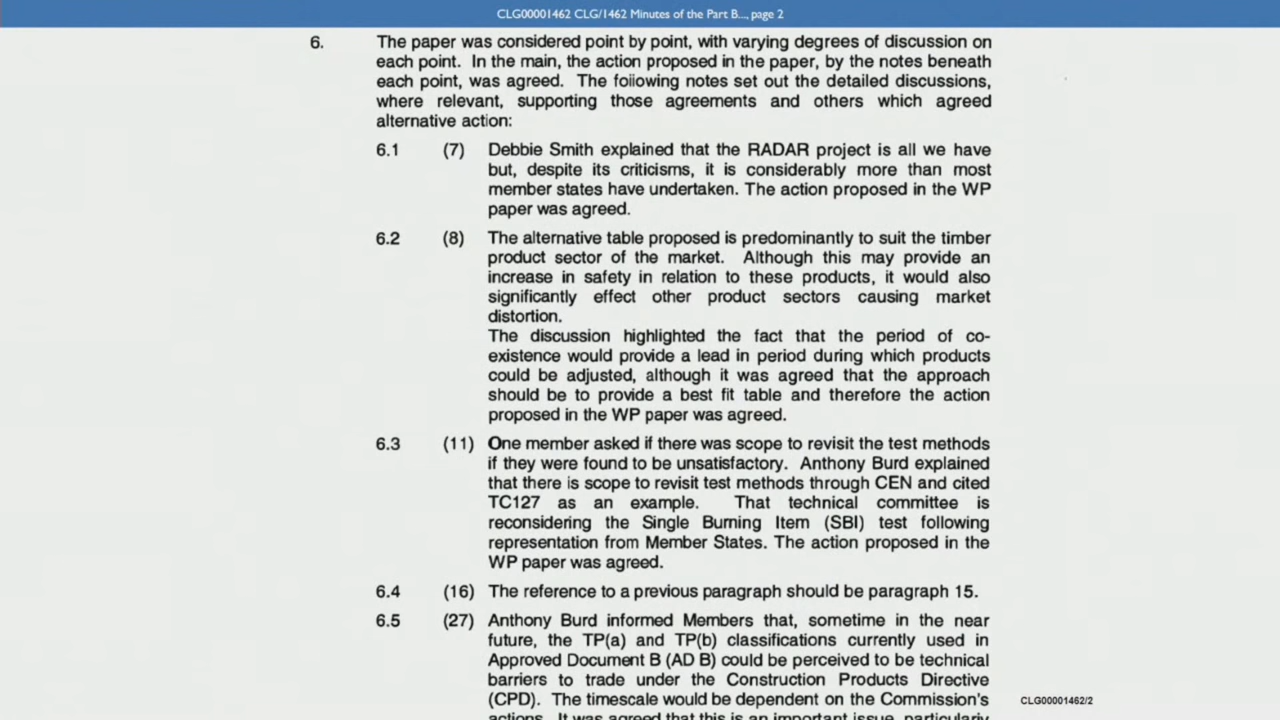 CLG00001462 CLG/1462 Minutes of the Part B..., page 2
6. The paper was considered point by point, with varying degrees of discussion on
each point. In the main, the action proposed in the paper, by the notes beneath
each point, was agreed. The foiiowing notes set out the detailed discussions,
where relevant, supporting those agreements and others which agreed
alternative action:
6.1 (7) Debbie Smith explained that the RADAR project is all we have
but, despite its criticisms, it is considerably more than most
member states have undertaken. The action proposed in the WP
paper was agreed.
6.2 (8) The alternative table proposed is predominantly to suit the timber
product sector of the market. Although this may provide an
increase in safety in relation to these products, it would also
significantly effect other product sectors causing market
distortion.
The discussion highlighted the fact that the period of co-
existence would provide a lead in period during which products
could be adjusted, although it was agreed that the approach
should be to provide a best fit table and therefore the action
proposed in the WP paper was agreed.
6.3 (11) One member asked if there was scope to revisit the test methods
if they were found to be unsatisfactory. Anthony Burd explained
that there is scope to revisit test methods through CEN and cited
TC127 as an example. That technical committee is
reconsidering the Single Burning Item (SBI) test following
representation from Member States. The action proposed in the
WP paper was agreed.
6.4 (16) The reference to a previous paragraph should be paragraph 15.
6.5 (27) Anthony Burd informed Members that, sometime in the near
future, the TP(a) and TP(b) classifications currently used in
Approved Document B (AD B) could be perceived to be technical
barriers to trade under the Construction Products Directive
(CPD). The timescale would be dependent on the Commission's
actions. It was agreed that this is an important issue, particularly
CLG00001462/2